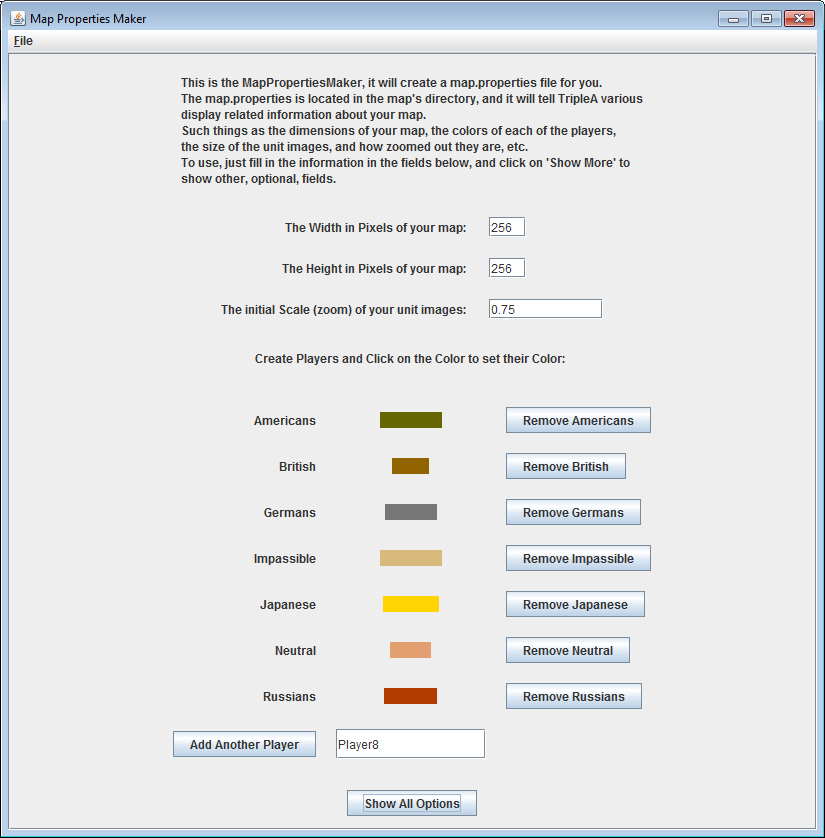 Map Properties Maker
File
This is the MapPropertiesMaker, it will create a map.properties file for you.
The map.properties is located in the map's directory, and it will tell TripleA various
display related information about your map.
Such things as the dimensions of your map, the colors of each of the players,
the size of the unit images, and how zoomed out they are, etc.
To use, just fill in the information in the fields below, and click on 'Show More' to
show other, optional, fields.
The Width in Pixels of your map: 256
The Height in Pixels of your map: 256
The initial Scale (zoom) of your unit images: 0.75
Create Players and Click on the Color to set their Color:
Americans Remove Americans
British Remove British
Germans Remove Germans
Impassible Remove Impassible
Japanese Remove Japanese
Neutral Remove Neutral
Russians Remove Russians
Add Another Player Player8
Show All Options